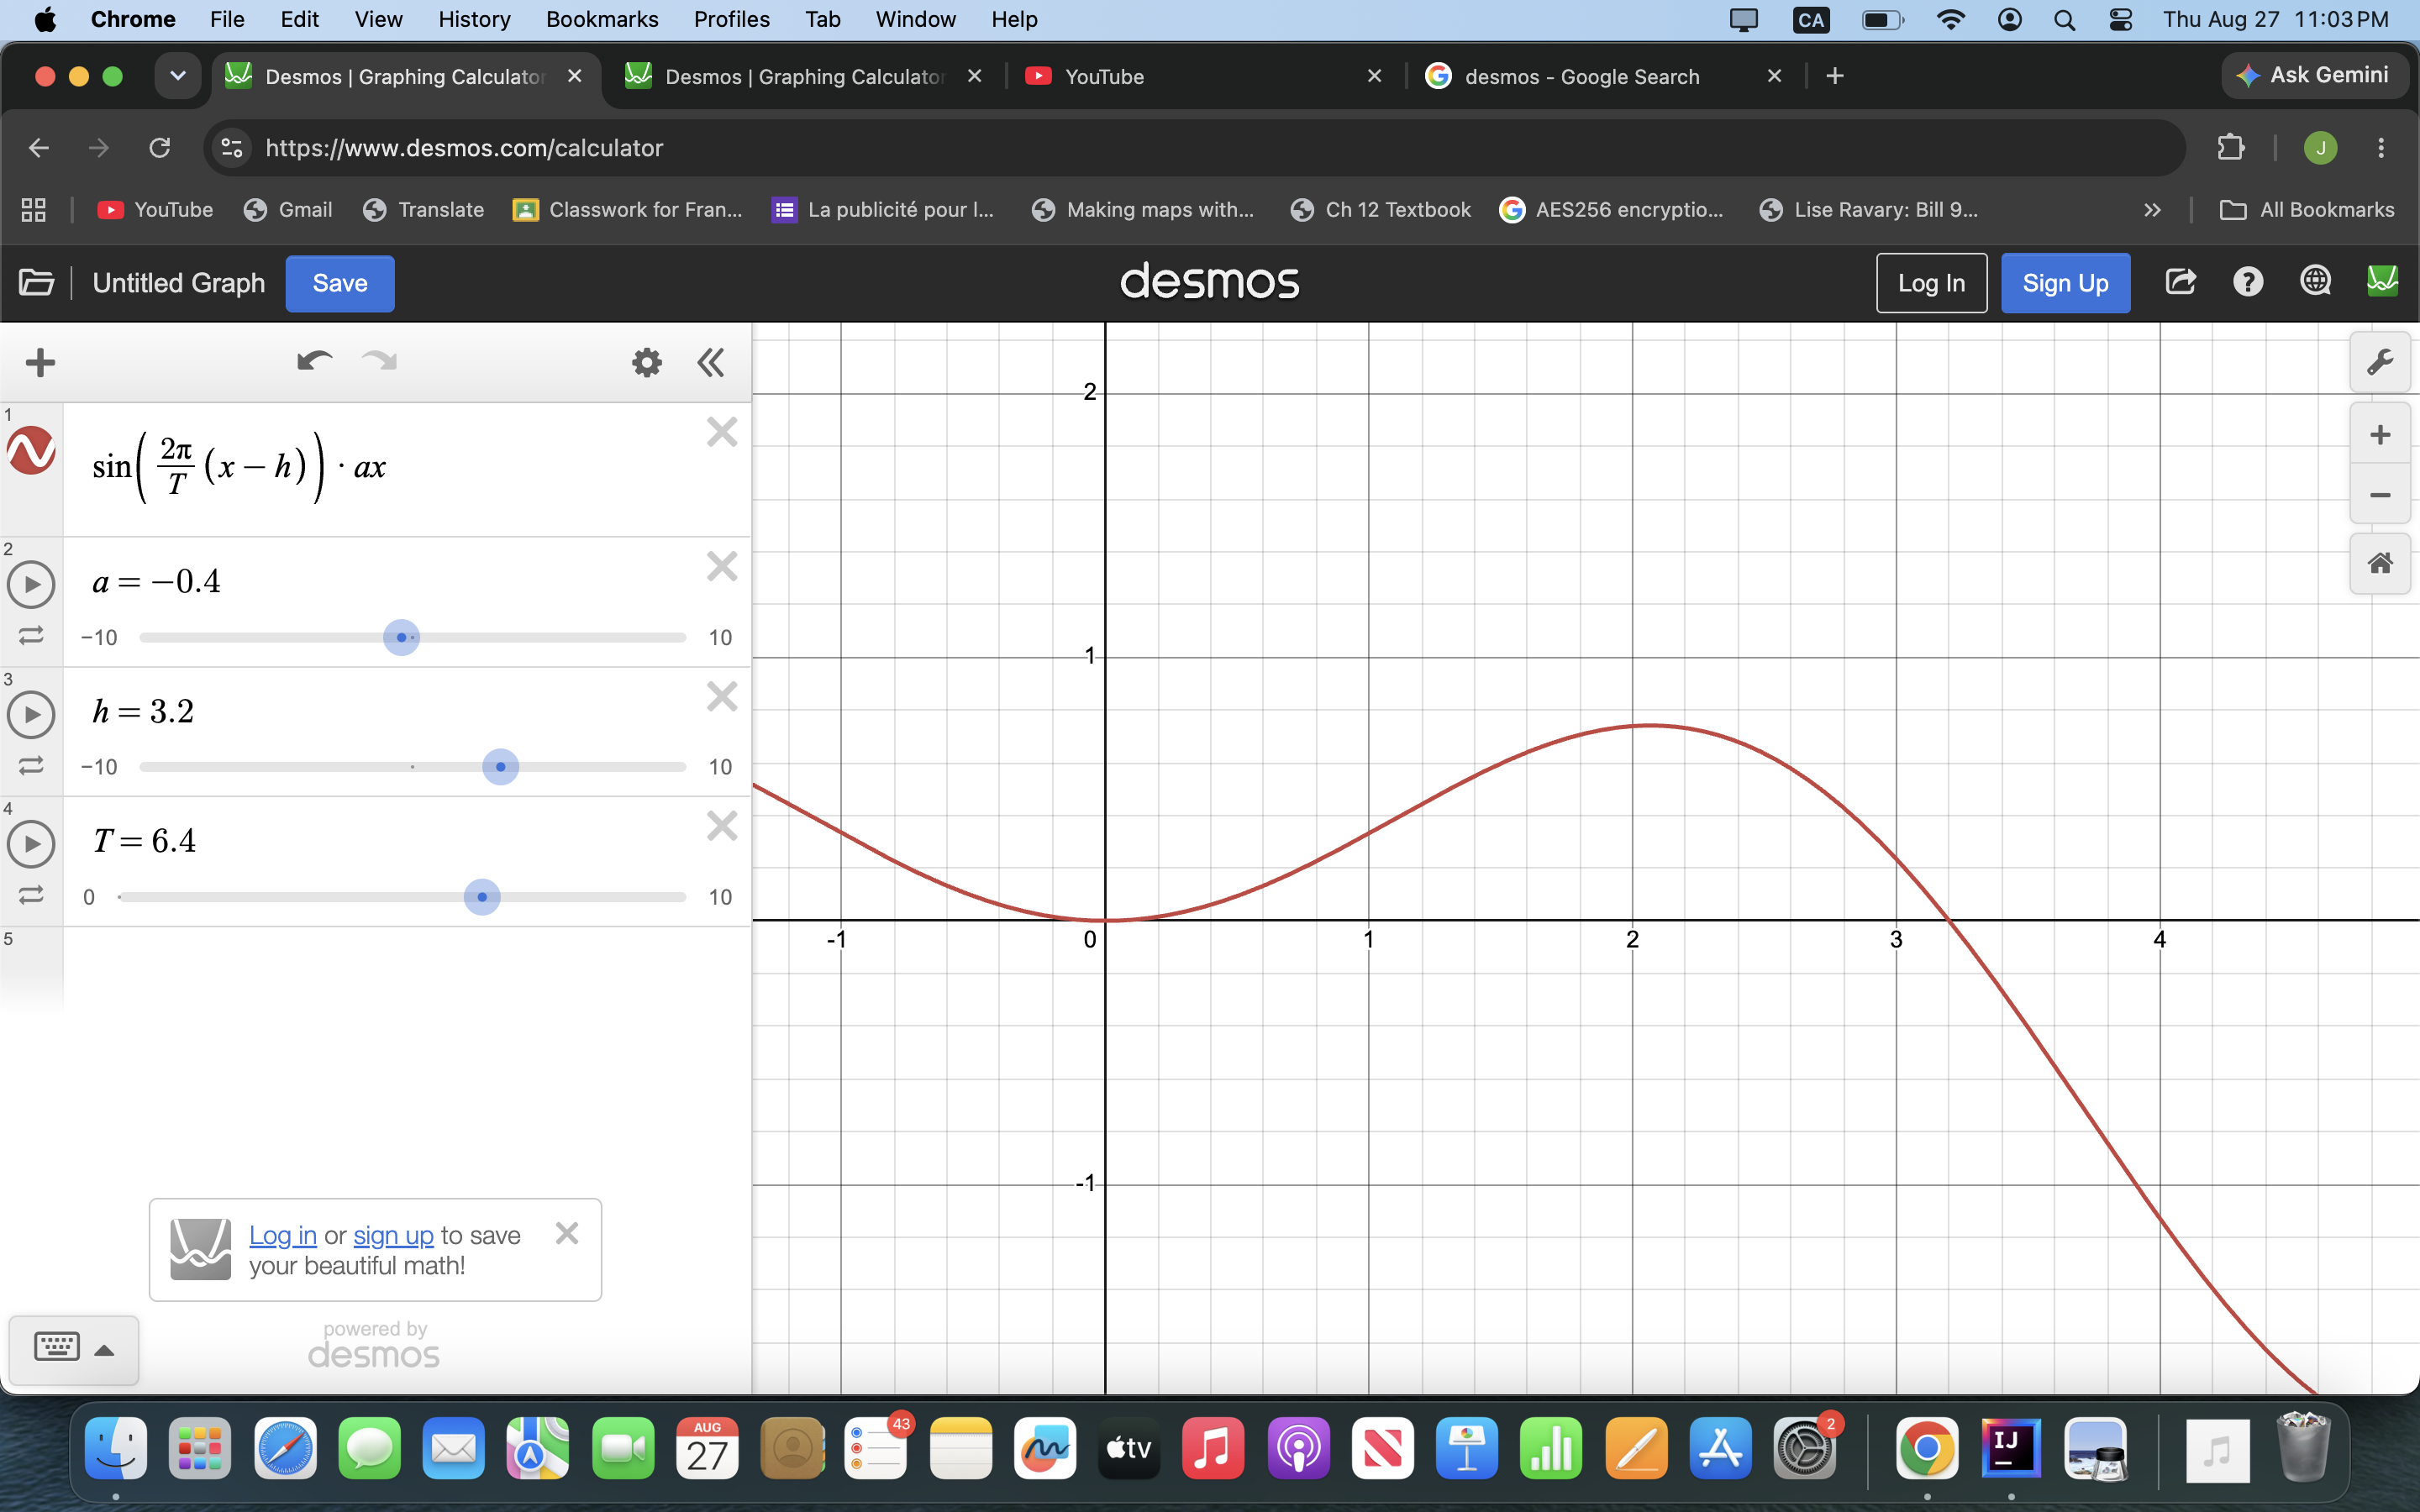 Chrome File Edit View History Bookmarks Profiles Tab Window Help CA Thu Aug 27 11:03 PM
Desmos | Graphing Calculator Desmos | Graphing Calculator YouTube desmos - Google Search Ask Gemini
https://www.desmos.com/calculator J
YouTube Gmail Translate Classwork for Fran... La publicité pour l... Making maps with... Ch 12 Textbook AES256 encryptio... Lise Ravary: Bill 9... All Bookmarks
Untitled Graph Save desmos Log In Sign Up
1
sin(2π/T (x − h)) · ax
2
a = −0.4
−10 10
3
h = 3.2
−10 10
4
T = 6.4
0 10
5
2
1
-1 0 1 2 3 4
-1
Log in or sign up to save
your beautiful math!
powered by
desmos
AUG
27
43
tv
2
IJ